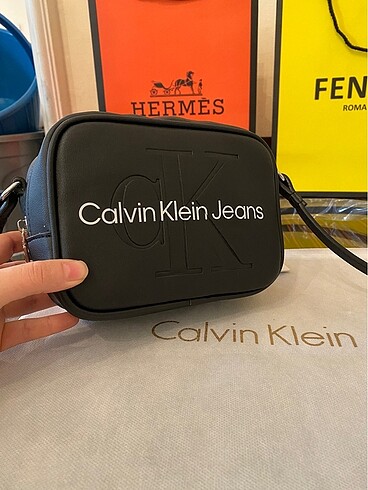 HERMÈS
FEN
ROMA
CK
Calvin Klein Jeans
Calvin Klein